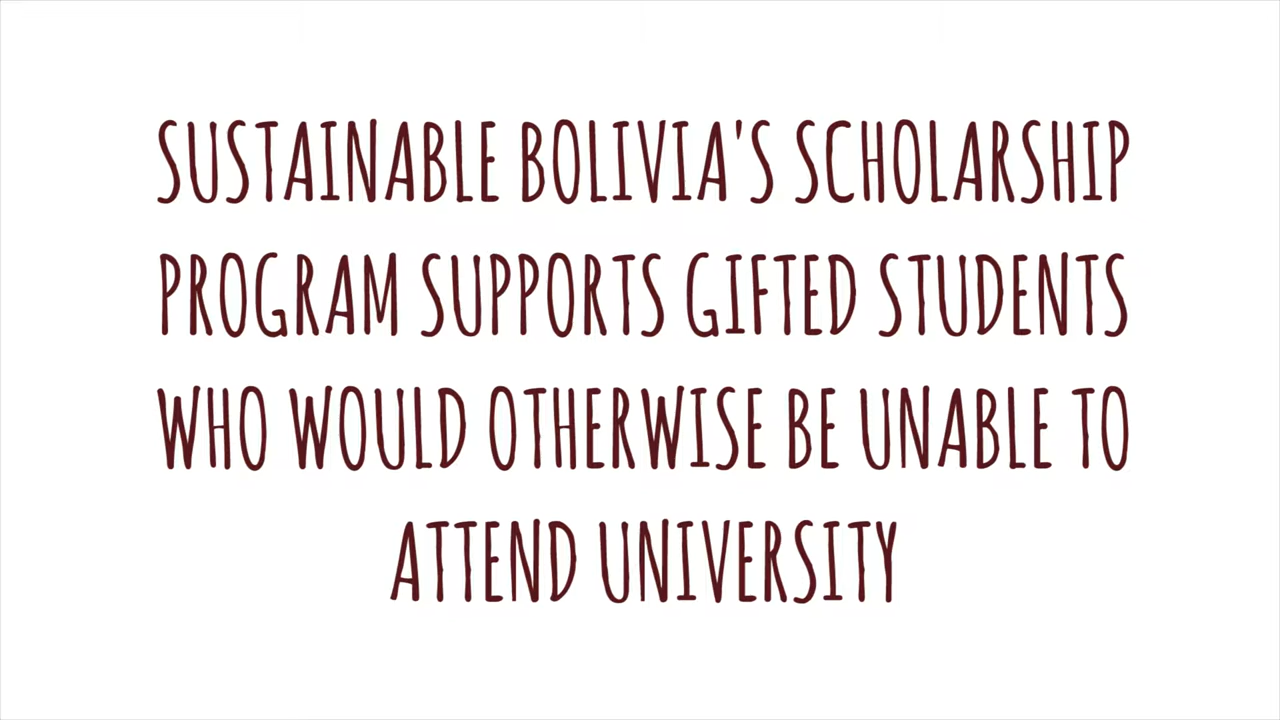 SUSTAINABLE BOLIVIA'S SCHOLARSHIP
PROGRAM SUPPORTS GIFTED STUDENTS
WHO WOULD OTHERWISE BE UNABLE TO
ATTEND UNIVERSITY